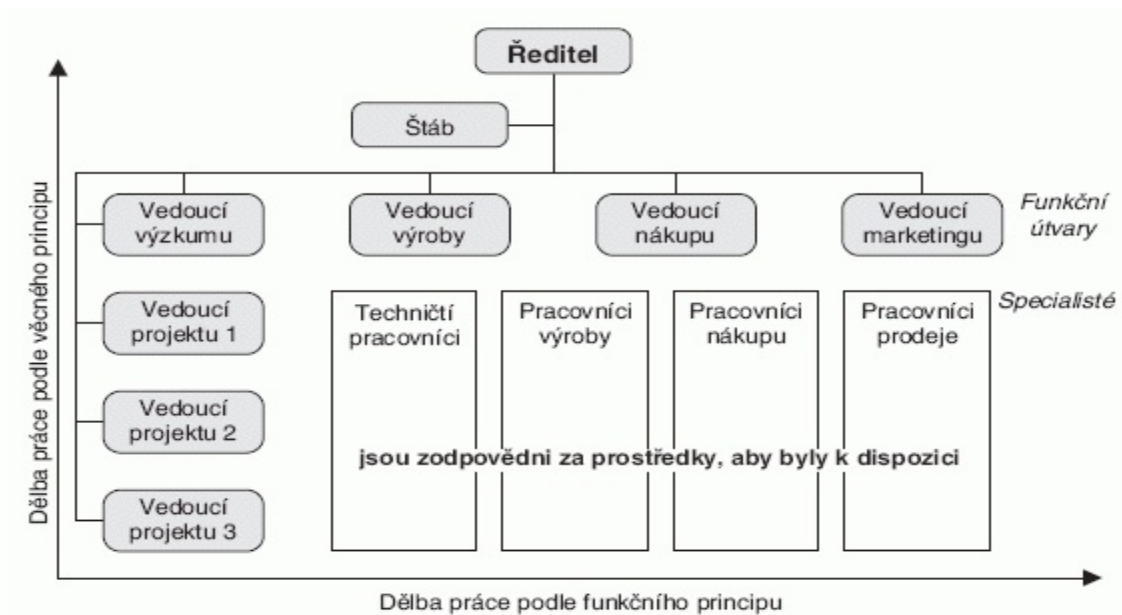 Ředitel
Štáb
Dělba práce podle věcného principu
Vedoucí
výzkumu
Vedoucí
výroby
Vedoucí
nákupu
Vedoucí
marketingu
Funkční
útvary
Vedoucí
projektu 1
Techničtí
pracovníci
Pracovníci
výroby
Pracovníci
nákupu
Pracovníci
prodeje
Specialisté
Vedoucí
projektu 2
jsou zodpovědni za prostředky, aby byly k dispozici
Vedoucí
projektu 3
Dělba práce podle funkčního principu